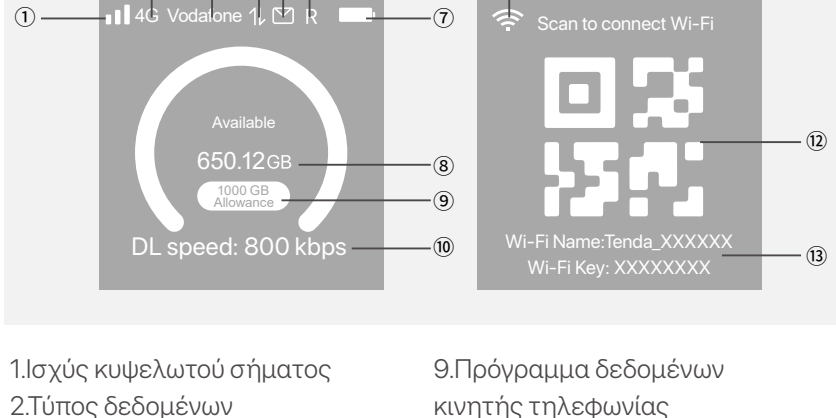 ① 4G Vodafone R ⑦
Available
650.12GB ⑧
1000 GB
Allowance ⑨
DL speed: 800 kbps ⑩
Scan to connect Wi-Fi
⑫
Wi-Fi Name:Tenda_XXXXXX
Wi-Fi Key: XXXXXXXX ⑬
1.Ισχύς κυψελωτού σήματος
2.Τύπος δεδομένων
9.Πρόγραμμα δεδομένων
κινητής τηλεφωνίας